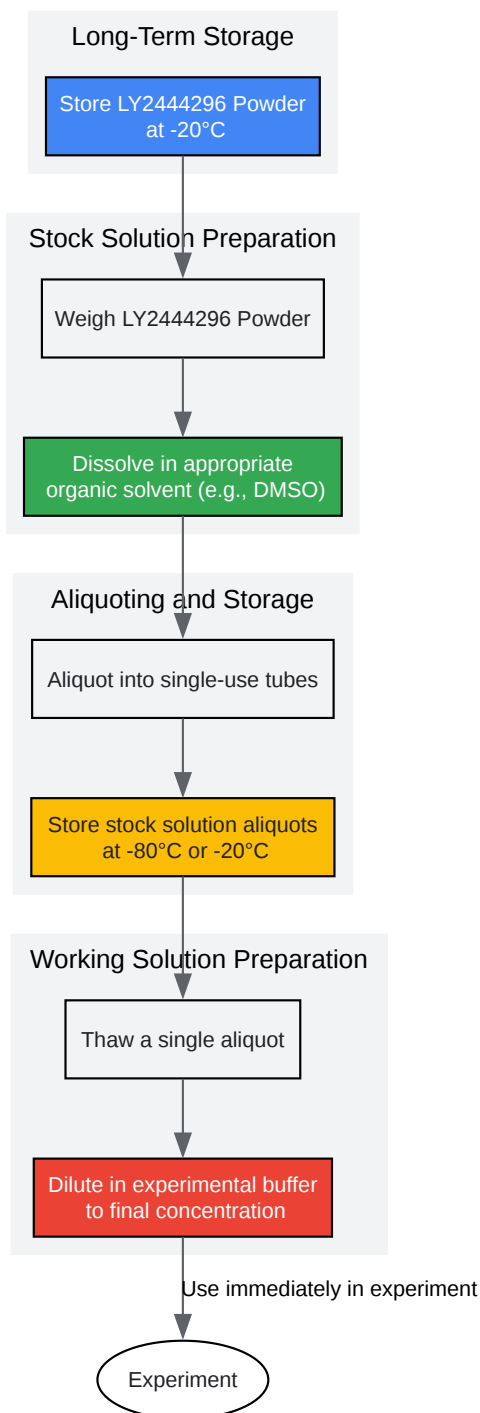 Long-Term Storage
Store LY2444296 Powder
at -20°C
Stock Solution Preparation
Weigh LY2444296 Powder
Dissolve in appropriate
organic solvent (e.g., DMSO)
Aliquoting and Storage
Aliquot into single-use tubes
Store stock solution aliquots
at -80°C or -20°C
Working Solution Preparation
Thaw a single aliquot
Dilute in experimental buffer
to final concentration
Use immediately in experiment
Experiment